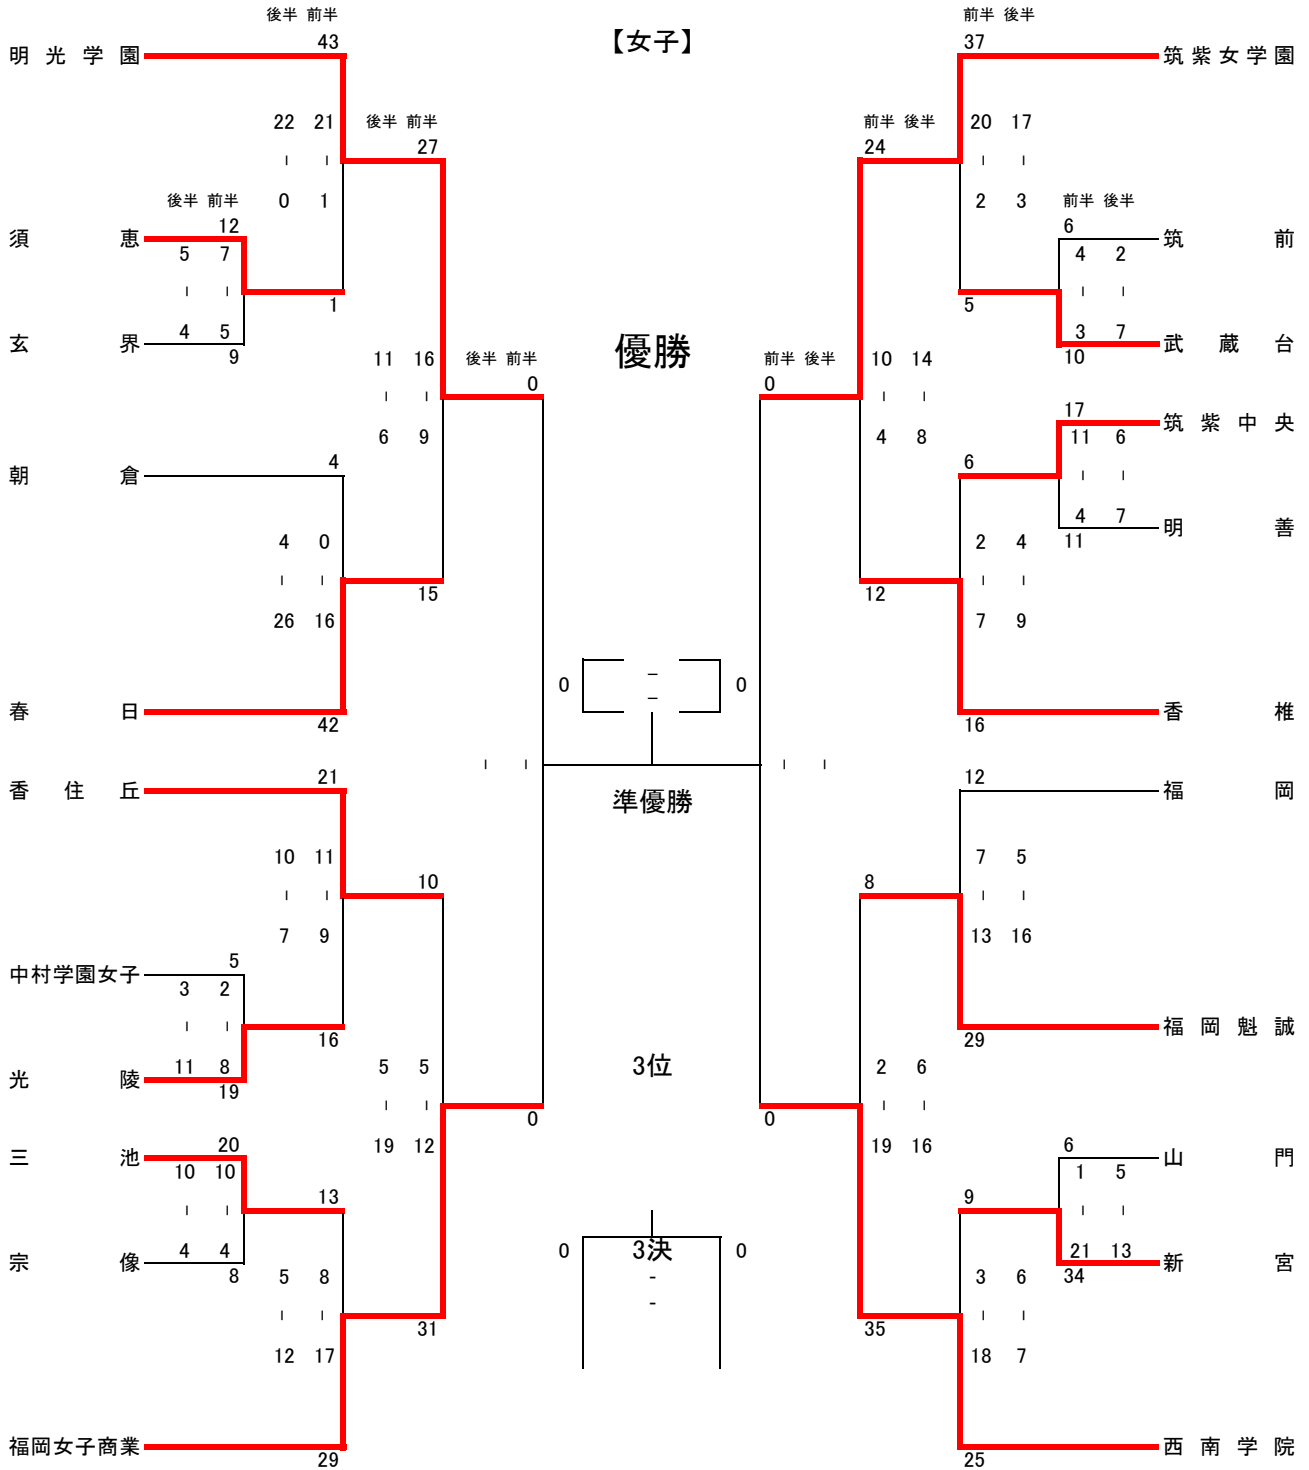 【女子】
後半 前半
43
明光学園
22 21
- -
0 1
後半 前半
27
後半 前半
12
須恵
5 7
- -
4 5
玄界
9
1
11 16
- -
6 9
後半 前半
0
4
朝倉
4 0
- -
26 16
15
春日
42
香住丘
21
10 11
- -
7 9
10
5
中村学園女子
3 2
- -
11 8
光陵
19
16
5 5
- -
19 12
0
20
三池
10 10
- -
4 4
宗像
8
13
5 8
- -
12 17
31
福岡女子商業
29
優勝
0
-
-
0
- -
- -
準優勝
3位
3決
0
-
-
0
前半 後半
37
筑紫女学園
20 17
- -
2 3
前半 後半
24
前半 後半
6
筑前
4 2
- -
3 7
武蔵台
10
5
10 14
- -
4 8
前半 後半
0
17
筑紫中央
11 6
- -
4 7
明善
11
6
2 4
- -
7 9
12
香椎
16
12
福岡
7 5
- -
13 16
8
福岡魁誠
29
2 6
- -
19 16
0
6
山門
1 5
- -
21 13
新宮
34
9
3 6
- -
18 7
35
西南学院
25